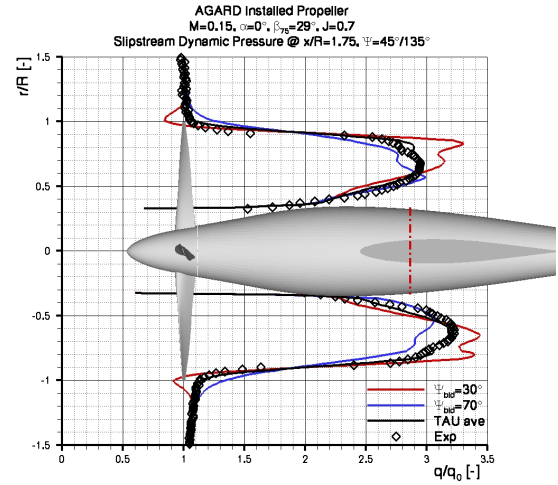 AGARD Installed Propeller
M=0.15, α=0°, β75=29°, J=0.7
Slipstream Dynamic Pressure @ x/R=1.75, Ψ=45°/135°
r/R [-]
1.5
1
0.5
0
-0.5
-1
-1.5
Ψbld=30°
Ψbld=70°
TAU ave
Exp
0
0.5
1
1.5
2
2.5
3
3.5
q/q0 [-]